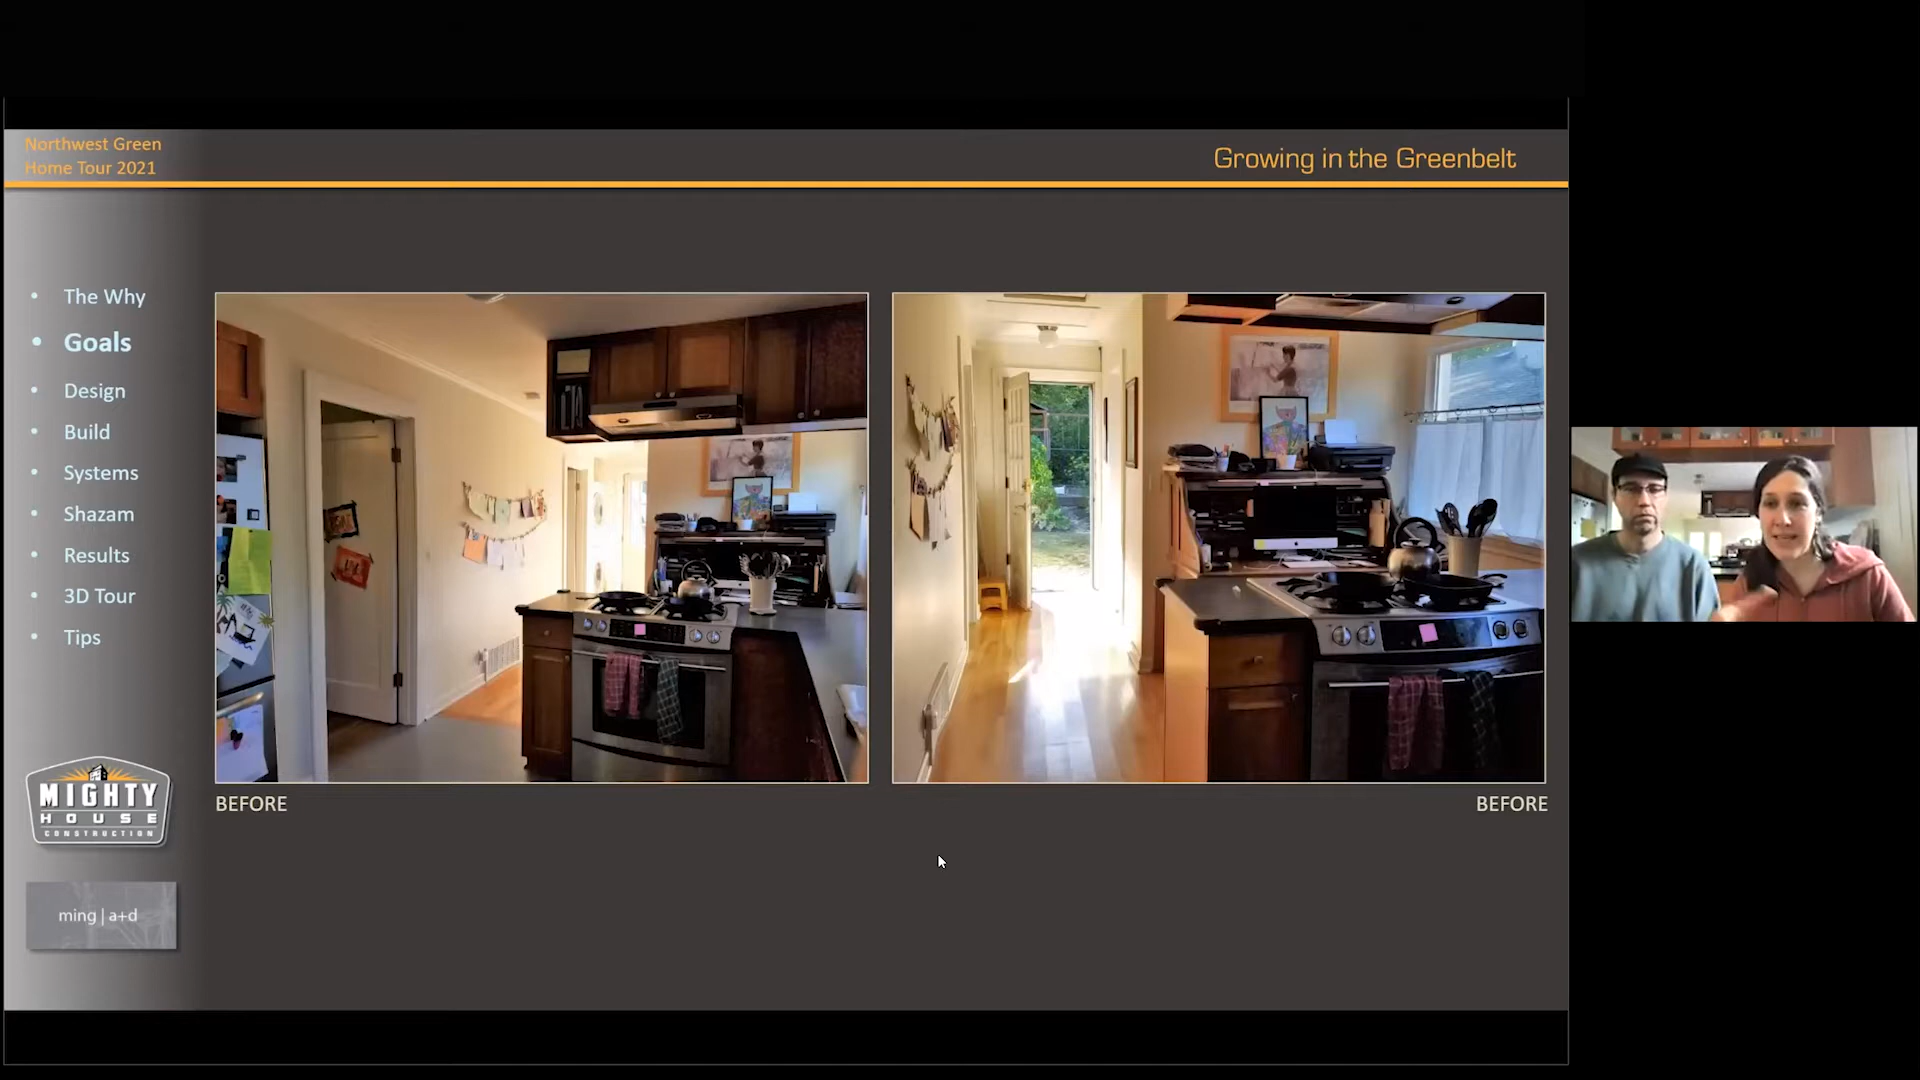 Northwest Green
Home Tour 2021
Growing in the Greenbelt
• The Why
• Goals
• Design
• Build
• Systems
• Shazam
• Results
• 3D Tour
• Tips
BEFORE
BEFORE
MIGHTY
HOUSE
CONSTRUCTION
ming | a+d